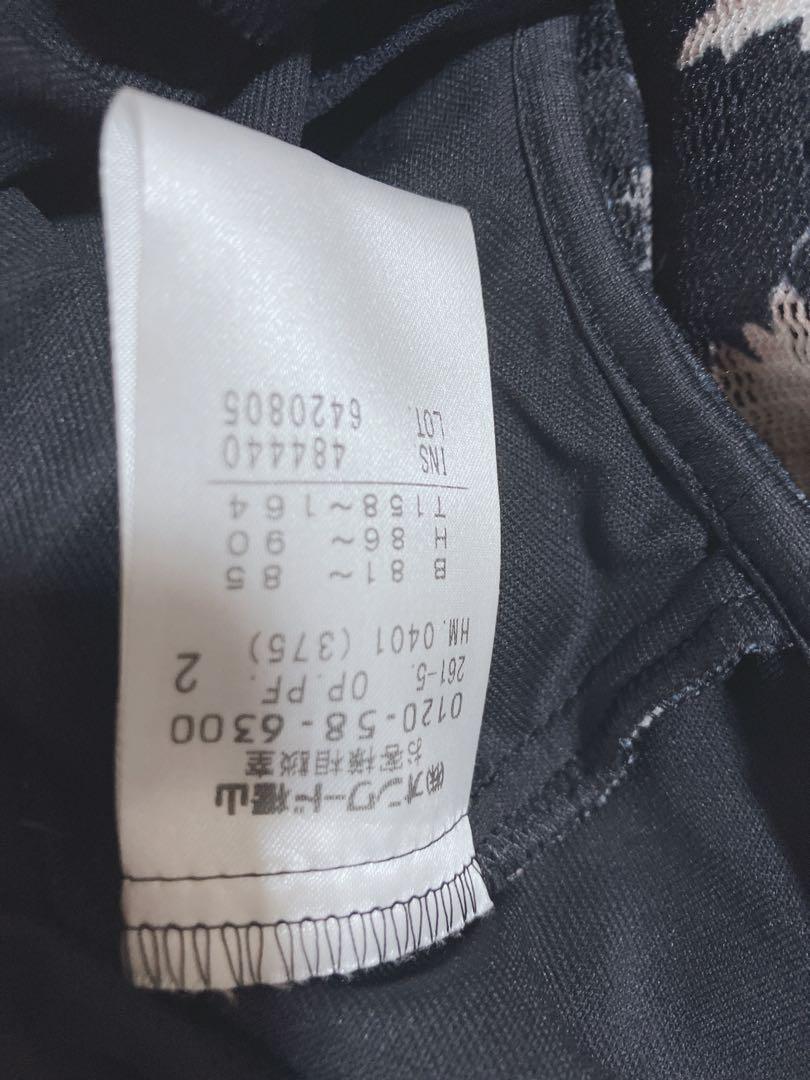 ㈱オンワード樫山
お客様相談室
0120-58-6300
261-5. OP.PF. 2
HM.0401 (375)
B 81~ 85
H 86~ 90
T158~164
INS 484440
LOT. 6420805